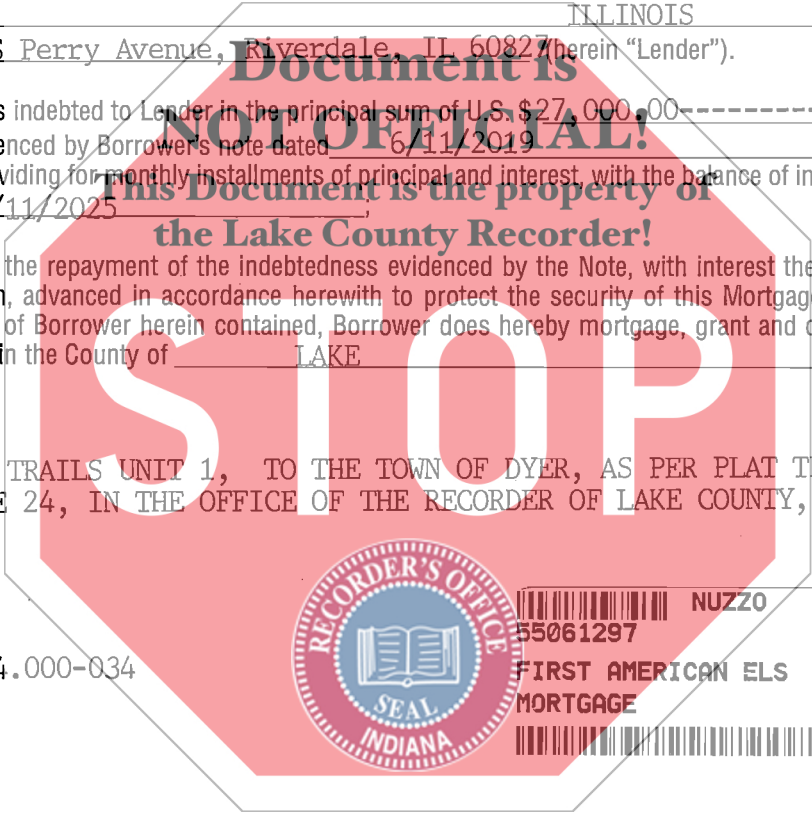 ILLINOIS
S Perry Avenue, Riverdale, IL 60827 (herein “Lender”).
Document is
s indebted to Lender in the principal sum of U.S. $27,000.00
NOT OFFICIAL!
enced by Borrower's note dated 6/11/2019
viding for monthly installments of principal and interest, with the balance of in
This Document is the property of
/11/2025 ;
the Lake County Recorder!
the repayment of the indebtedness evidenced by the Note, with interest the
, advanced in accordance herewith to protect the security of this Mortgag
of Borrower herein contained, Borrower does hereby mortgage, grant and
in the County of LAKE
STOP
TRAILS UNIT 1, TO THE TOWN OF DYER, AS PER PLAT
E 24, IN THE OFFICE OF THE RECORDER OF LAKE COUNTY,
RECORDER'S OFFICE
SEAL
INDIANA
NUZZO
55061297
4.000-034
FIRST AMERICAN ELS
MORTGAGE